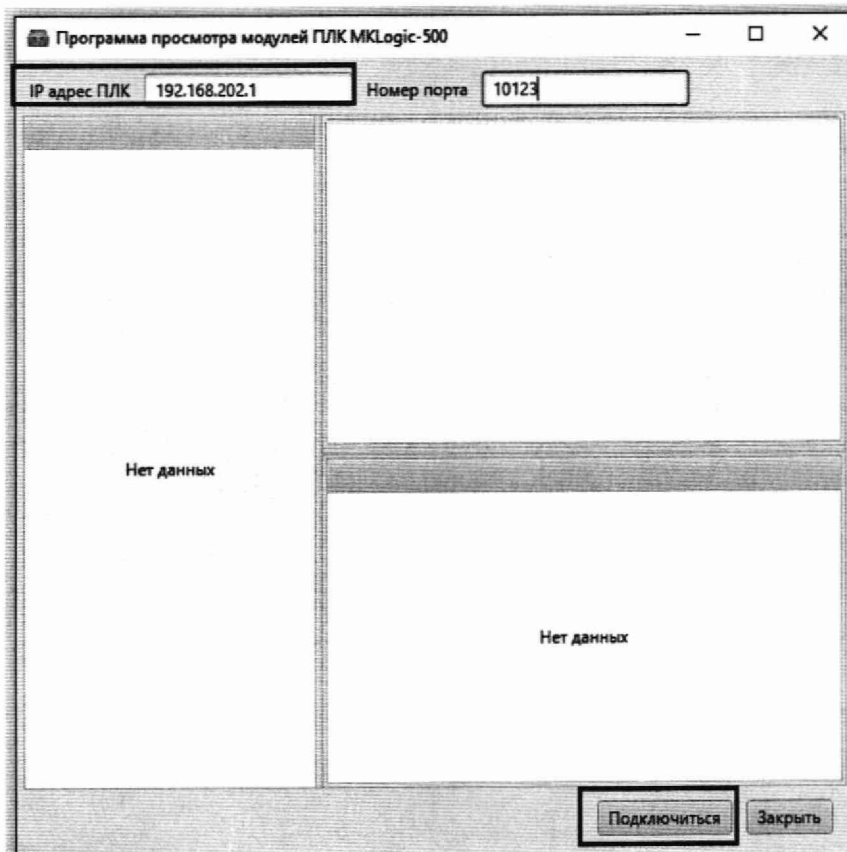 Программа просмотра модулей ПЛК MKLogic-500
IP адрес ПЛК 192.168.202.1 Номер порта 10123
Нет данных
Нет данных
Подключиться Закрыть